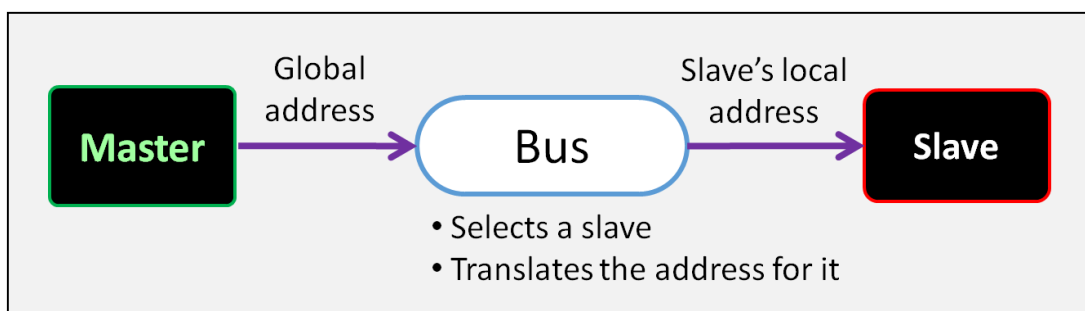 Global
address
Slave’s local
address
Master
Bus
Slave
• Selects a slave
• Translates the address for it